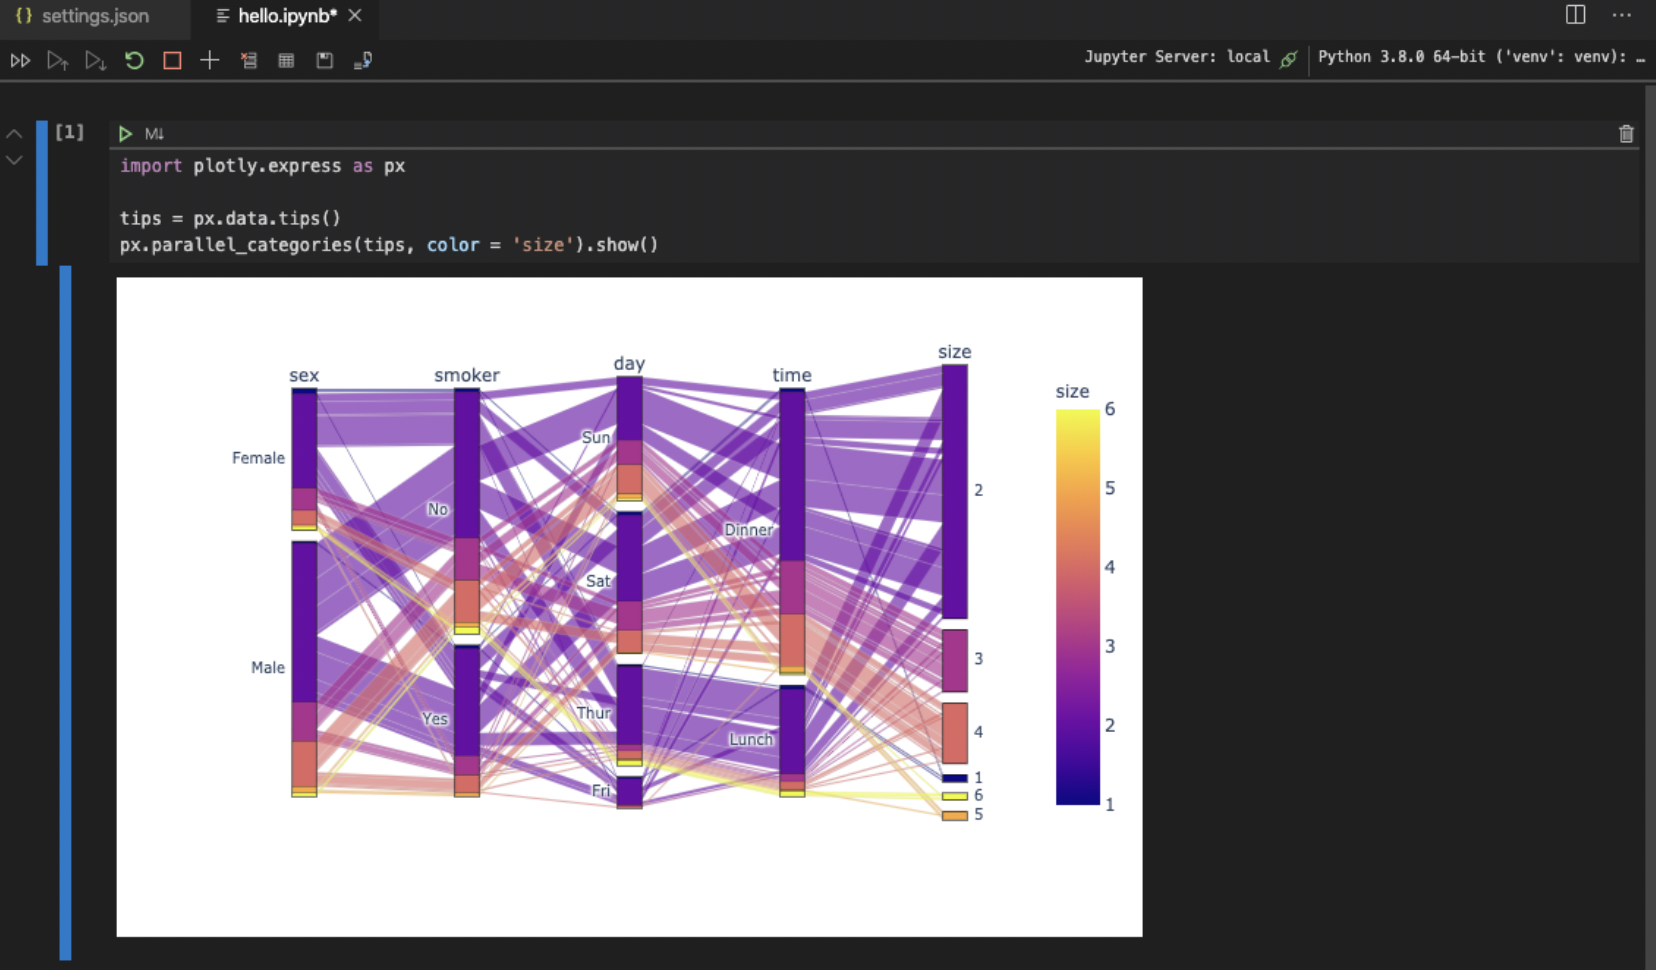 {} settings.json
hello.ipynb*
Jupyter Server: local
Python 3.8.0 64-bit ('venv': venv): …
[1]
M↓
import plotly.express as px
tips = px.data.tips()
px.parallel_categories(tips, color = 'size').show()
sex
smoker
day
time
size
Female
Male
No
Yes
Sun
Sat
Thur
Fri
Dinner
Lunch
2
3
4
1
6
5
size
6
5
4
3
2
1